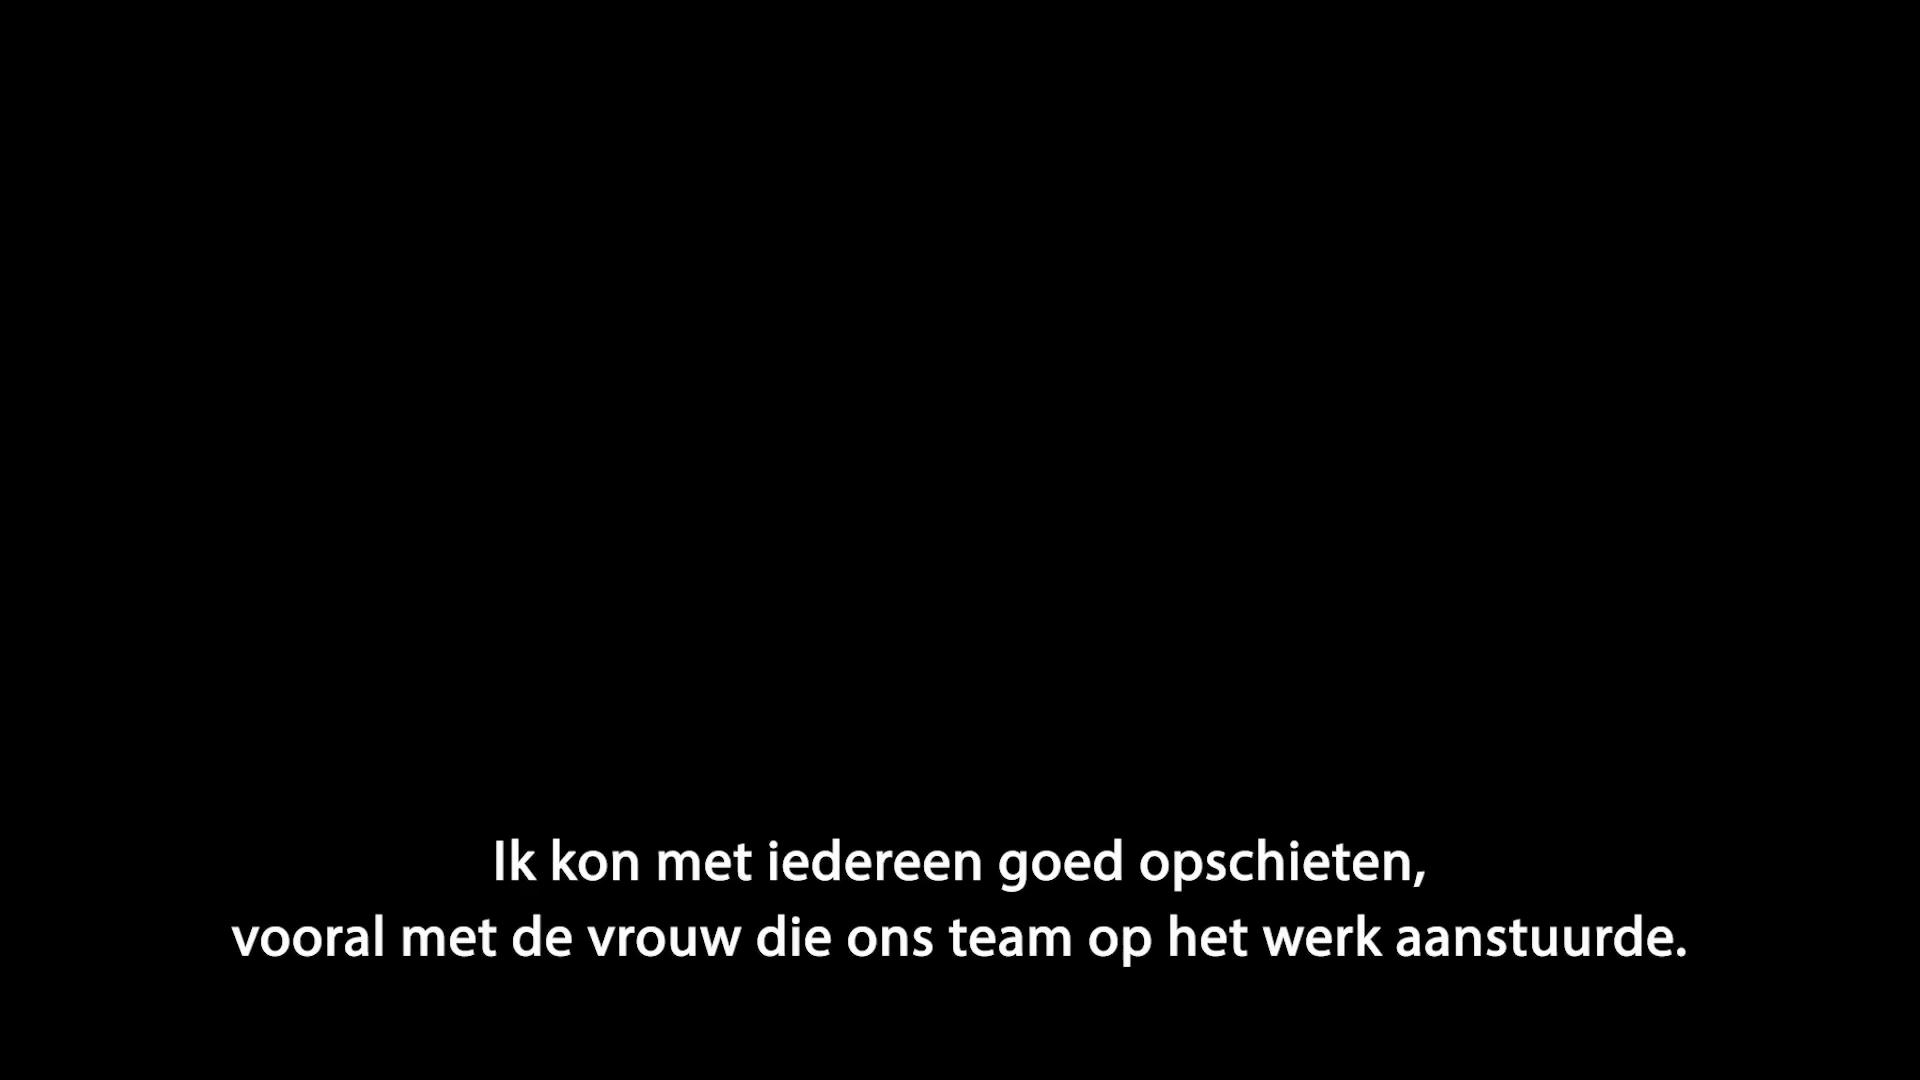 Ik kon met iedereen goed opschieten,
vooral met de vrouw die ons team op het werk aanstuurde.